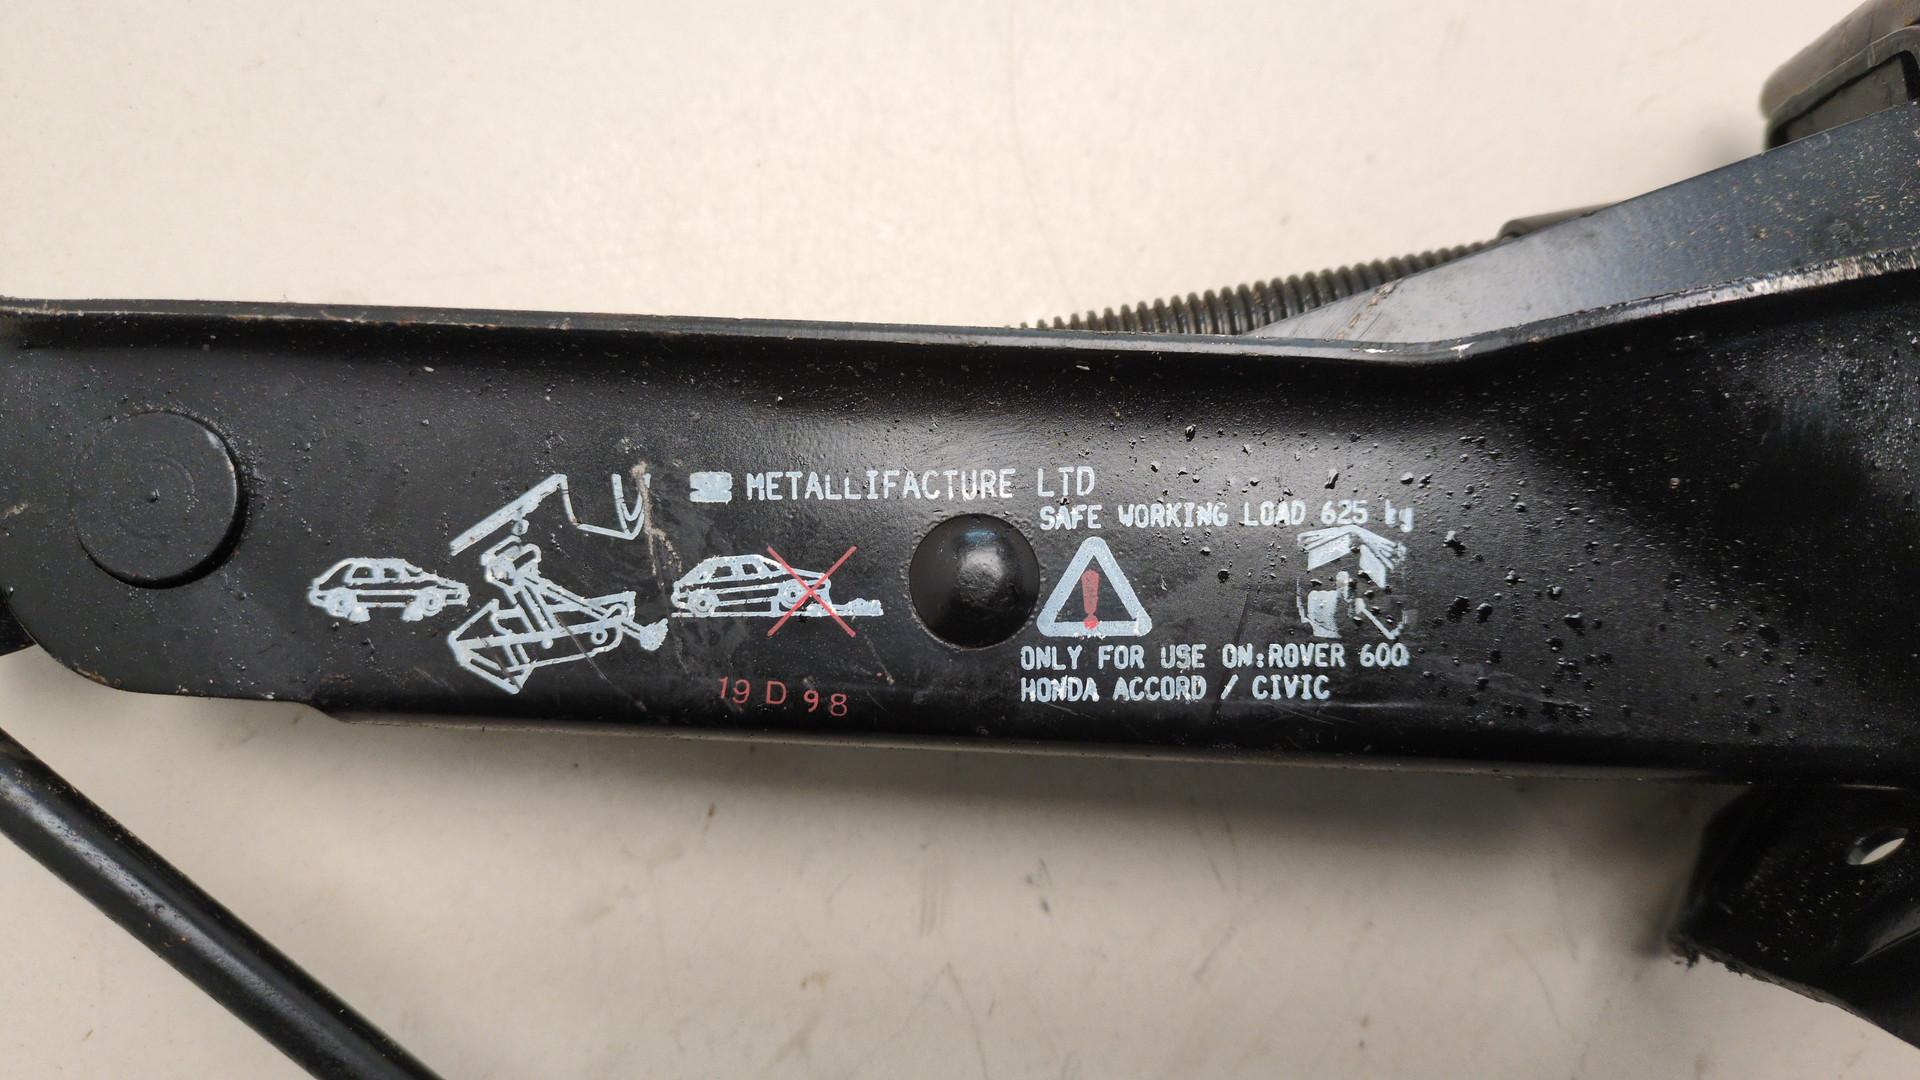 METALLIFACTURE LTD
SAFE WORKING LOAD 625 kg
ONLY FOR USE ON:ROVER 600
HONDA ACCORD / CIVIC
19 D 98